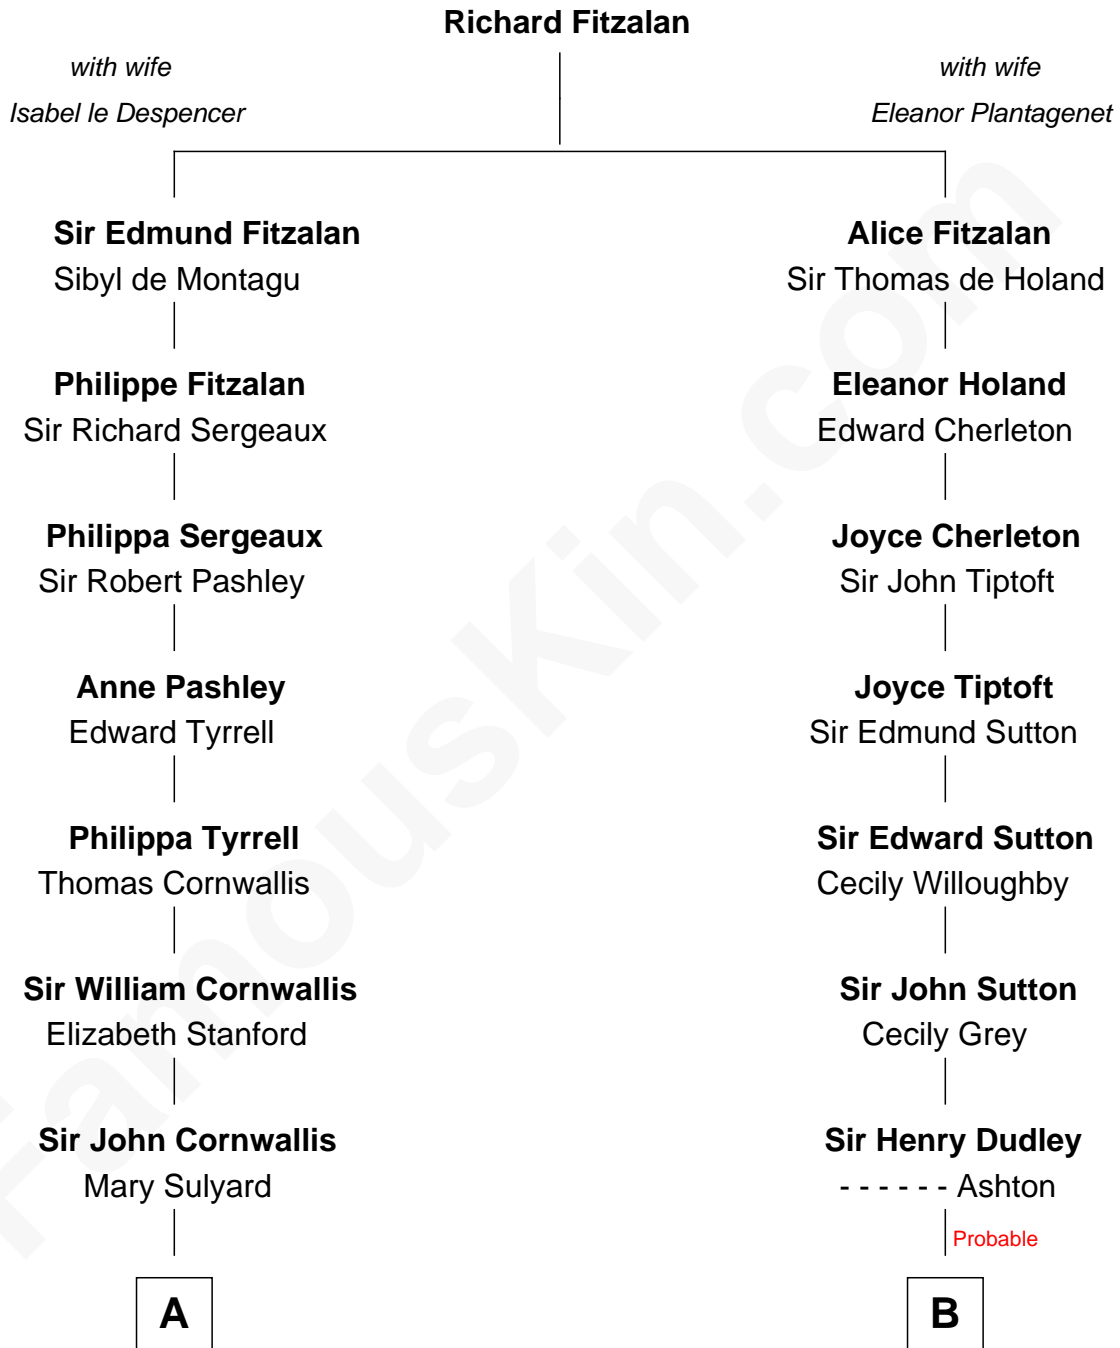 Richard Fitzalan
with wife
Isabel le Despencer
with wife
Eleanor Plantagenet
Sir Edmund Fitzalan
Sibyl de Montagu
Alice Fitzalan
Sir Thomas de Holand
Philippe Fitzalan
Sir Richard Sergeaux
Eleanor Holand
Edward Cherleton
Philippa Sergeaux
Sir Robert Pashley
Joyce Cherleton
Sir John Tiptoft
Anne Pashley
Edward Tyrrell
Joyce Tiptoft
Sir Edmund Sutton
Philippa Tyrrell
Thomas Cornwallis
Sir Edward Sutton
Cecily Willoughby
Sir William Cornwallis
Elizabeth Stanford
Sir John Sutton
Cecily Grey
Sir John Cornwallis
Mary Sulyard
Sir Henry Dudley
- - - - - - Ashton
Probable
A
B
FamousKin.com